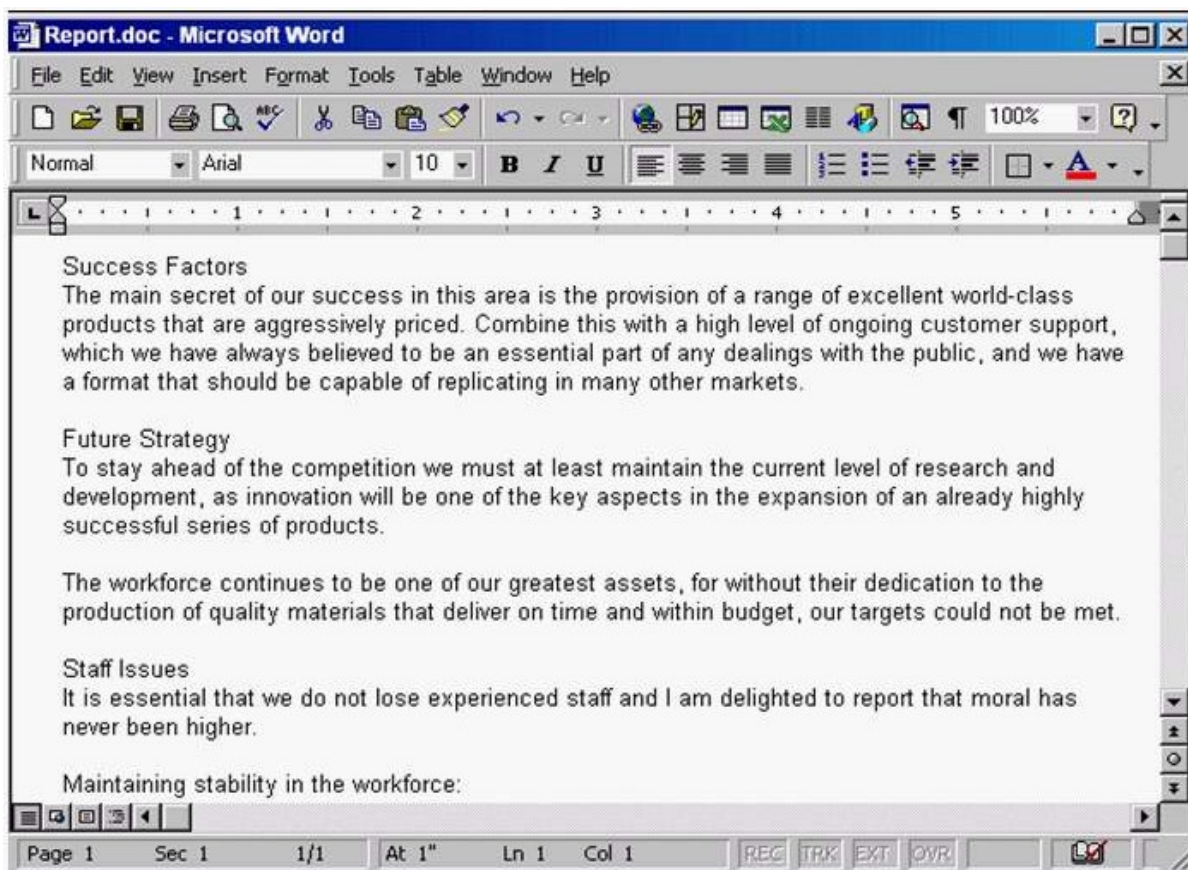 Report.doc - Microsoft Word
File Edit View Insert Format Tools Table Window Help
ABC 100%
Normal Arial 10 B I U A
1 2 3 4 5
Success Factors
The main secret of our success in this area is the provision of a range of excellent world-class
products that are aggressively priced. Combine this with a high level of ongoing customer support,
which we have always believed to be an essential part of any dealings with the public, and we have
a format that should be capable of replicating in many other markets.
Future Strategy
To stay ahead of the competition we must at least maintain the current level of research and
development, as innovation will be one of the key aspects in the expansion of an already highly
successful series of products.
The workforce continues to be one of our greatest assets, for without their dedication to the
production of quality materials that deliver on time and within budget, our targets could not be met.
Staff Issues
It is essential that we do not lose experienced staff and I am delighted to report that moral has
never been higher.
Maintaining stability in the workforce:
Page 1 Sec 1 1/1 At 1" Ln 1 Col 1 REC TRK EXT OVR